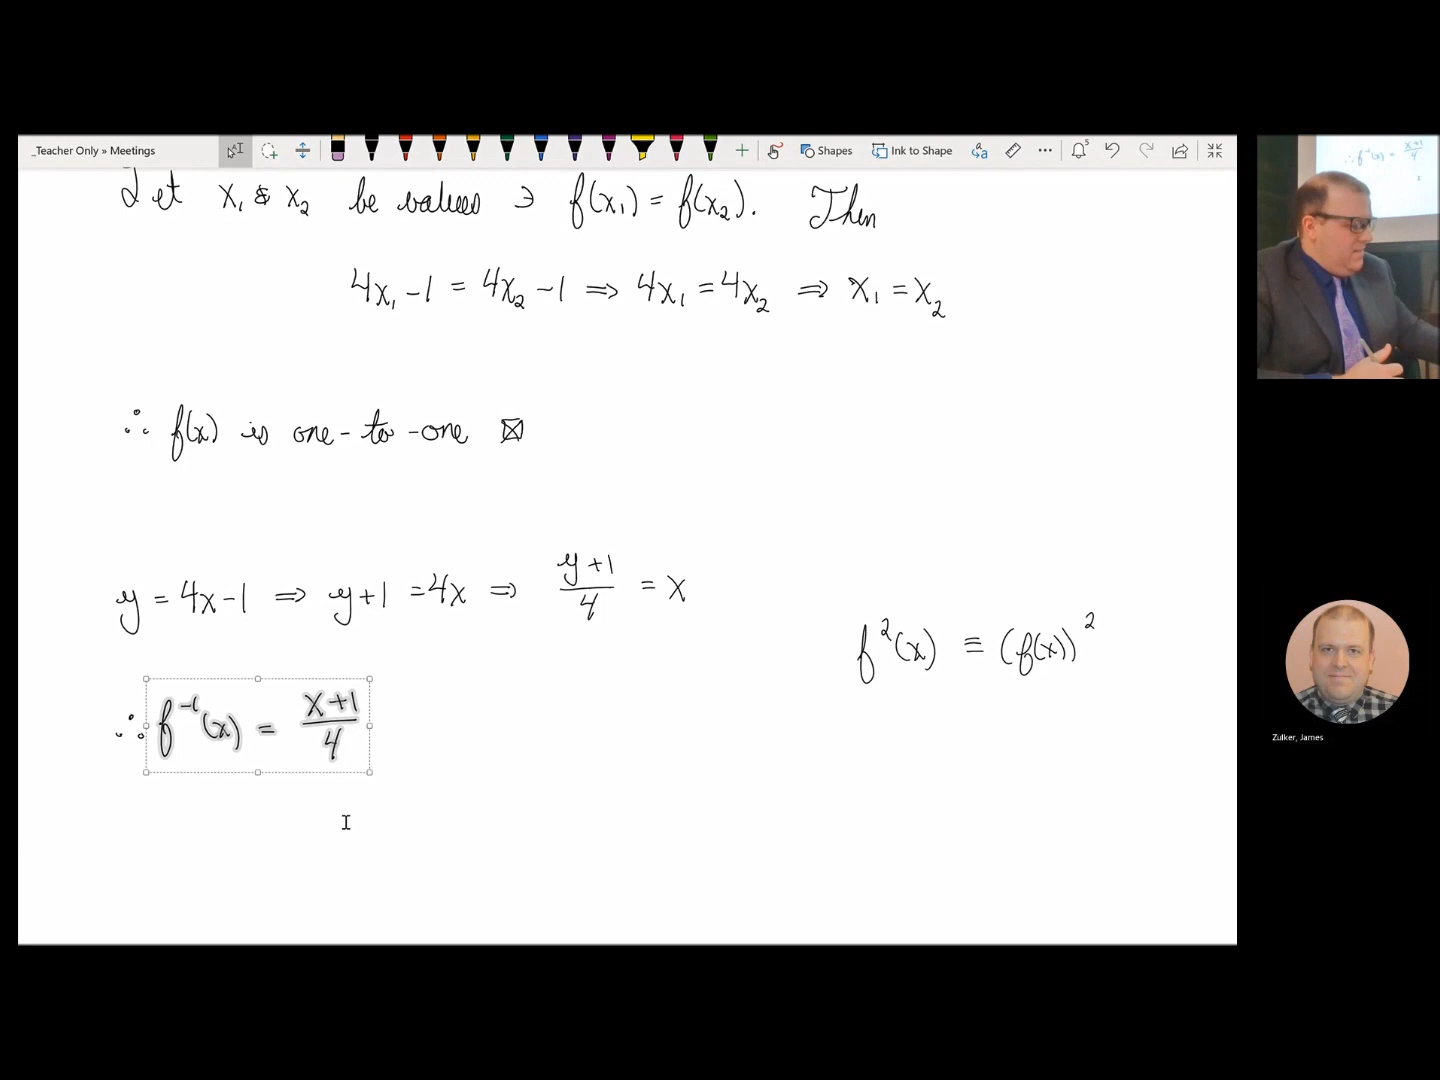 _Teacher Only » Meetings
Shapes
Ink to Shape
Let x₁ & x₂ be values ∋ f(x₁) = f(x₂). Then
4x₁ - 1 = 4x₂ - 1 ⇒ 4x₁ = 4x₂ ⇒ x₁ = x₂
∴ f(x) is one-to-one ⊠
y = 4x - 1 ⇒ y + 1 = 4x ⇒ (y+1)/4 = x
f²(x) ≡ (f(x))²
∴ f⁻¹(x) = (x+1)/4
Zulker, James